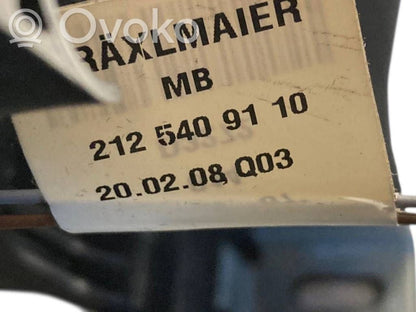 Ovoko
RÄXLMAIER
MB
212 540 91 10
20.02.08 Q03